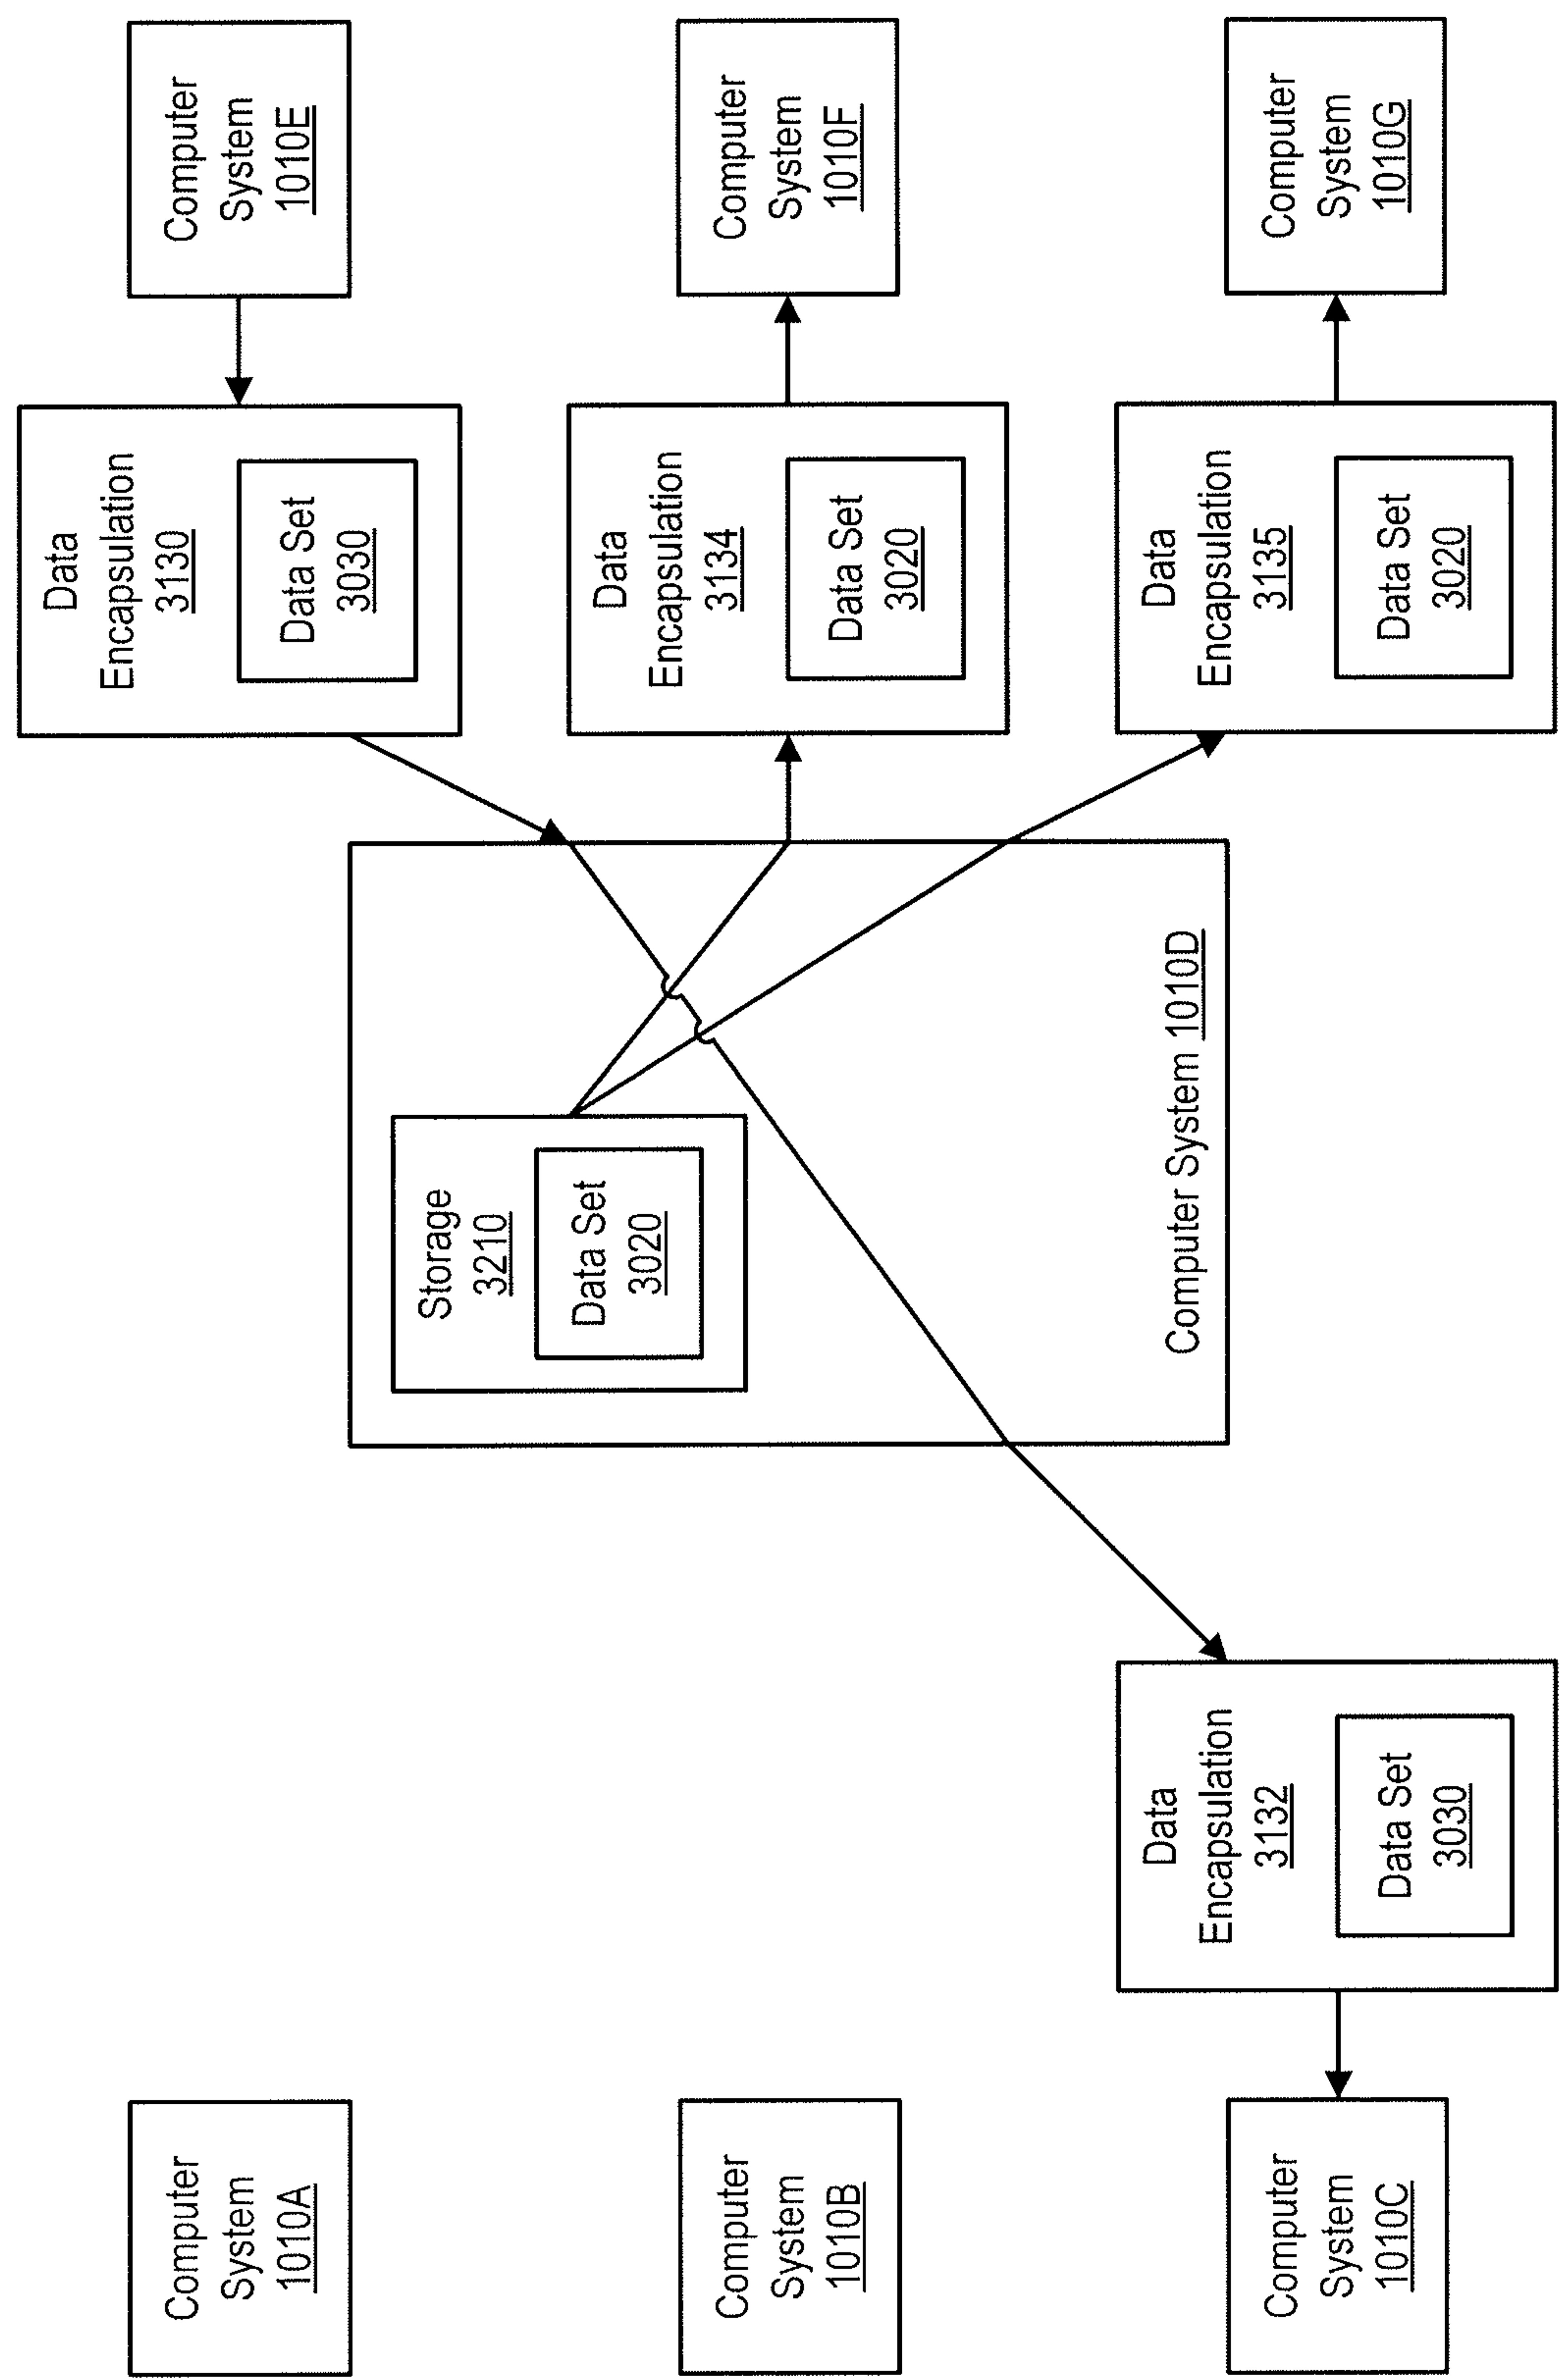 Computer
System
1010A
Computer
System
1010B
Computer
System
1010C
Data
Encapsulation
3132
Data Set
3030
Storage
3210
Data Set
3020
Computer System 1010D
Data
Encapsulation
3130
Data Set
3030
Data
Encapsulation
3134
Data Set
3020
Data
Encapsulation
3135
Data Set
3020
Computer
System
1010E
Computer
System
1010F
Computer
System
1010G